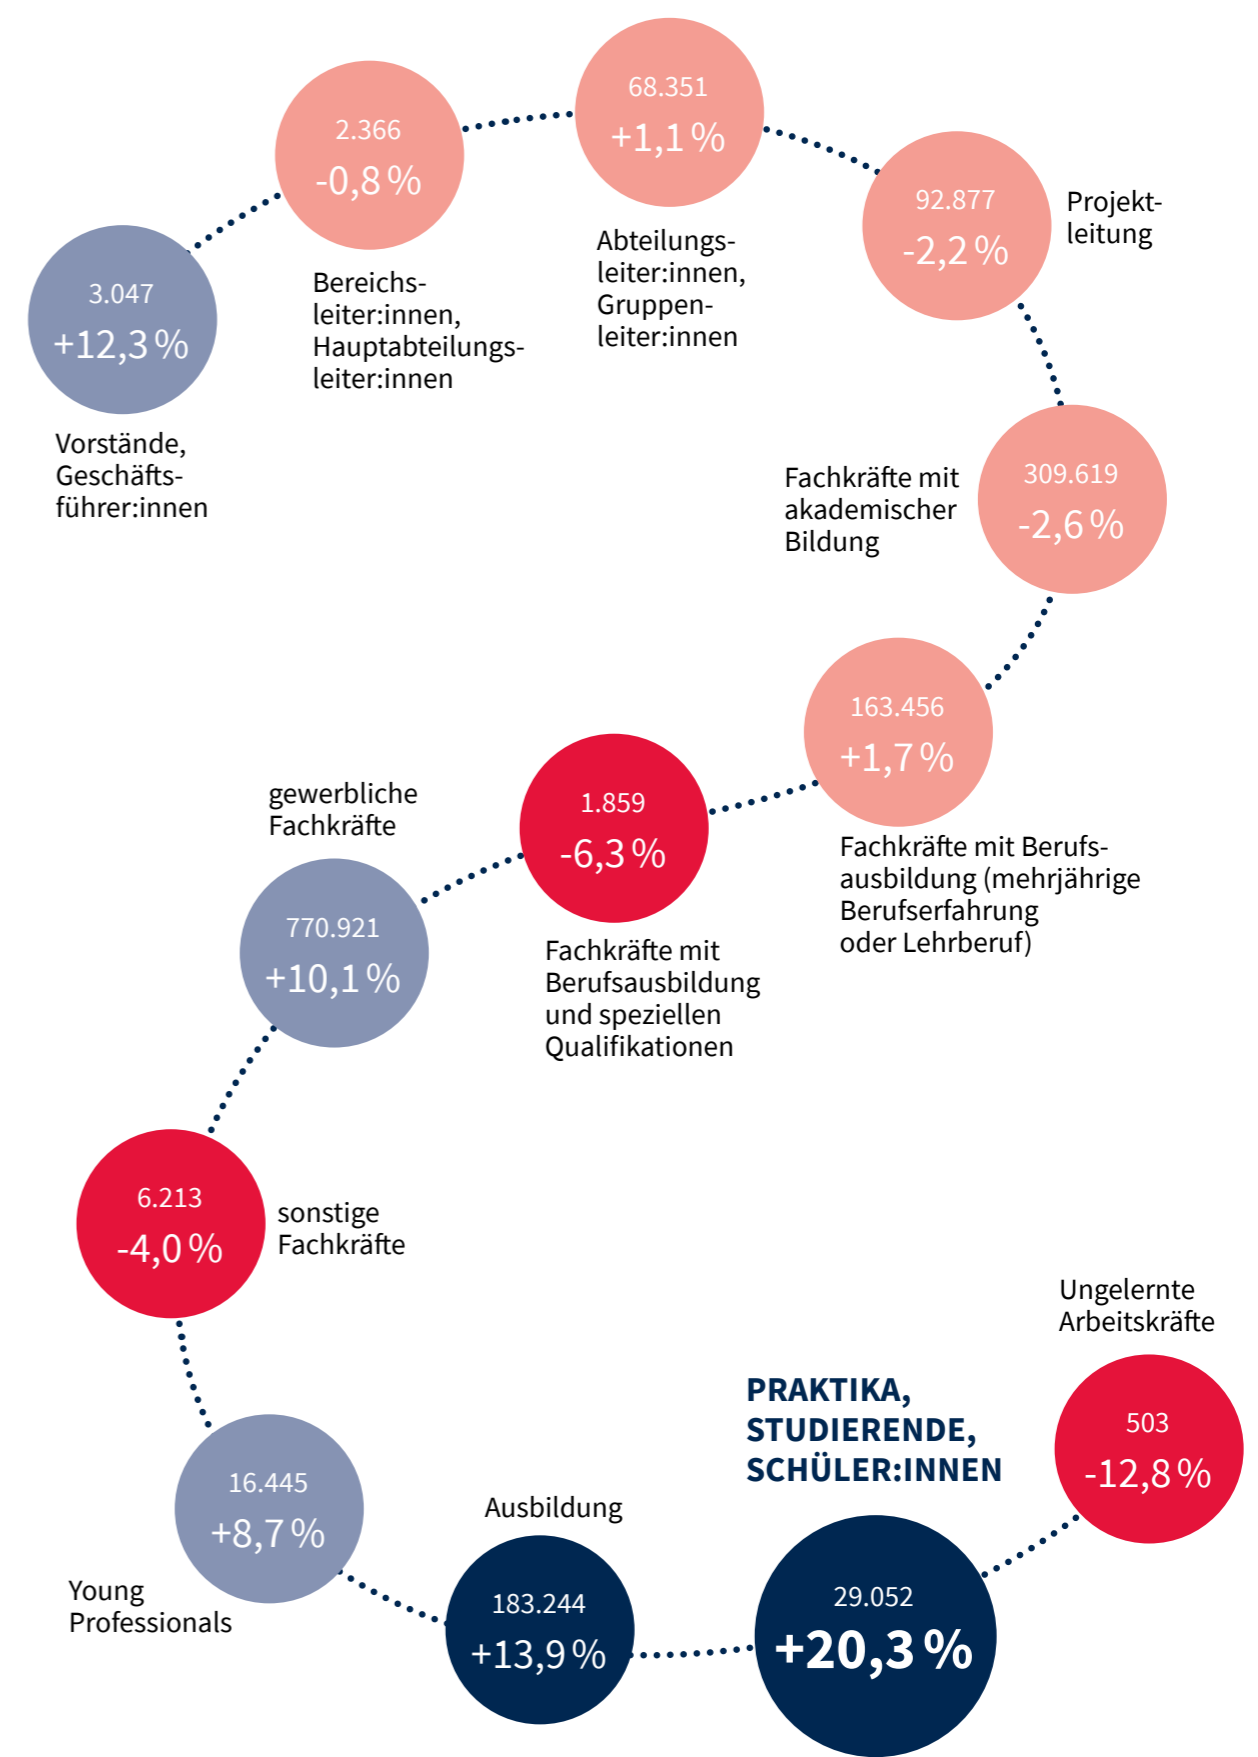 3.047
+12,3 %
Vorstände,
Geschäfts-
führer:innen
2.366
-0,8 %
Bereichs-
leiter:innen,
Hauptabteilungs-
leiter:innen
68.351
+1,1 %
Abteilungs-
leiter:innen,
Gruppen-
leiter:innen
92.877
-2,2 %
Projekt-
leitung
309.619
-2,6 %
Fachkräfte mit
akademischer
Bildung
163.456
+1,7 %
Fachkräfte mit Berufs-
ausbildung (mehrjährige
Berufserfahrung
oder Lehrberuf)
1.859
-6,3 %
Fachkräfte mit
Berufsausbildung
und speziellen
Qualifikationen
gewerbliche
Fachkräfte
770.921
+10,1 %
6.213
-4,0 %
sonstige
Fachkräfte
16.445
+8,7 %
Young
Professionals
Ausbildung
183.244
+13,9 %
PRAKTIKA,
STUDIERENDE,
SCHÜLER:INNEN
29.052
+20,3 %
Ungelernte
Arbeitskräfte
503
-12,8 %